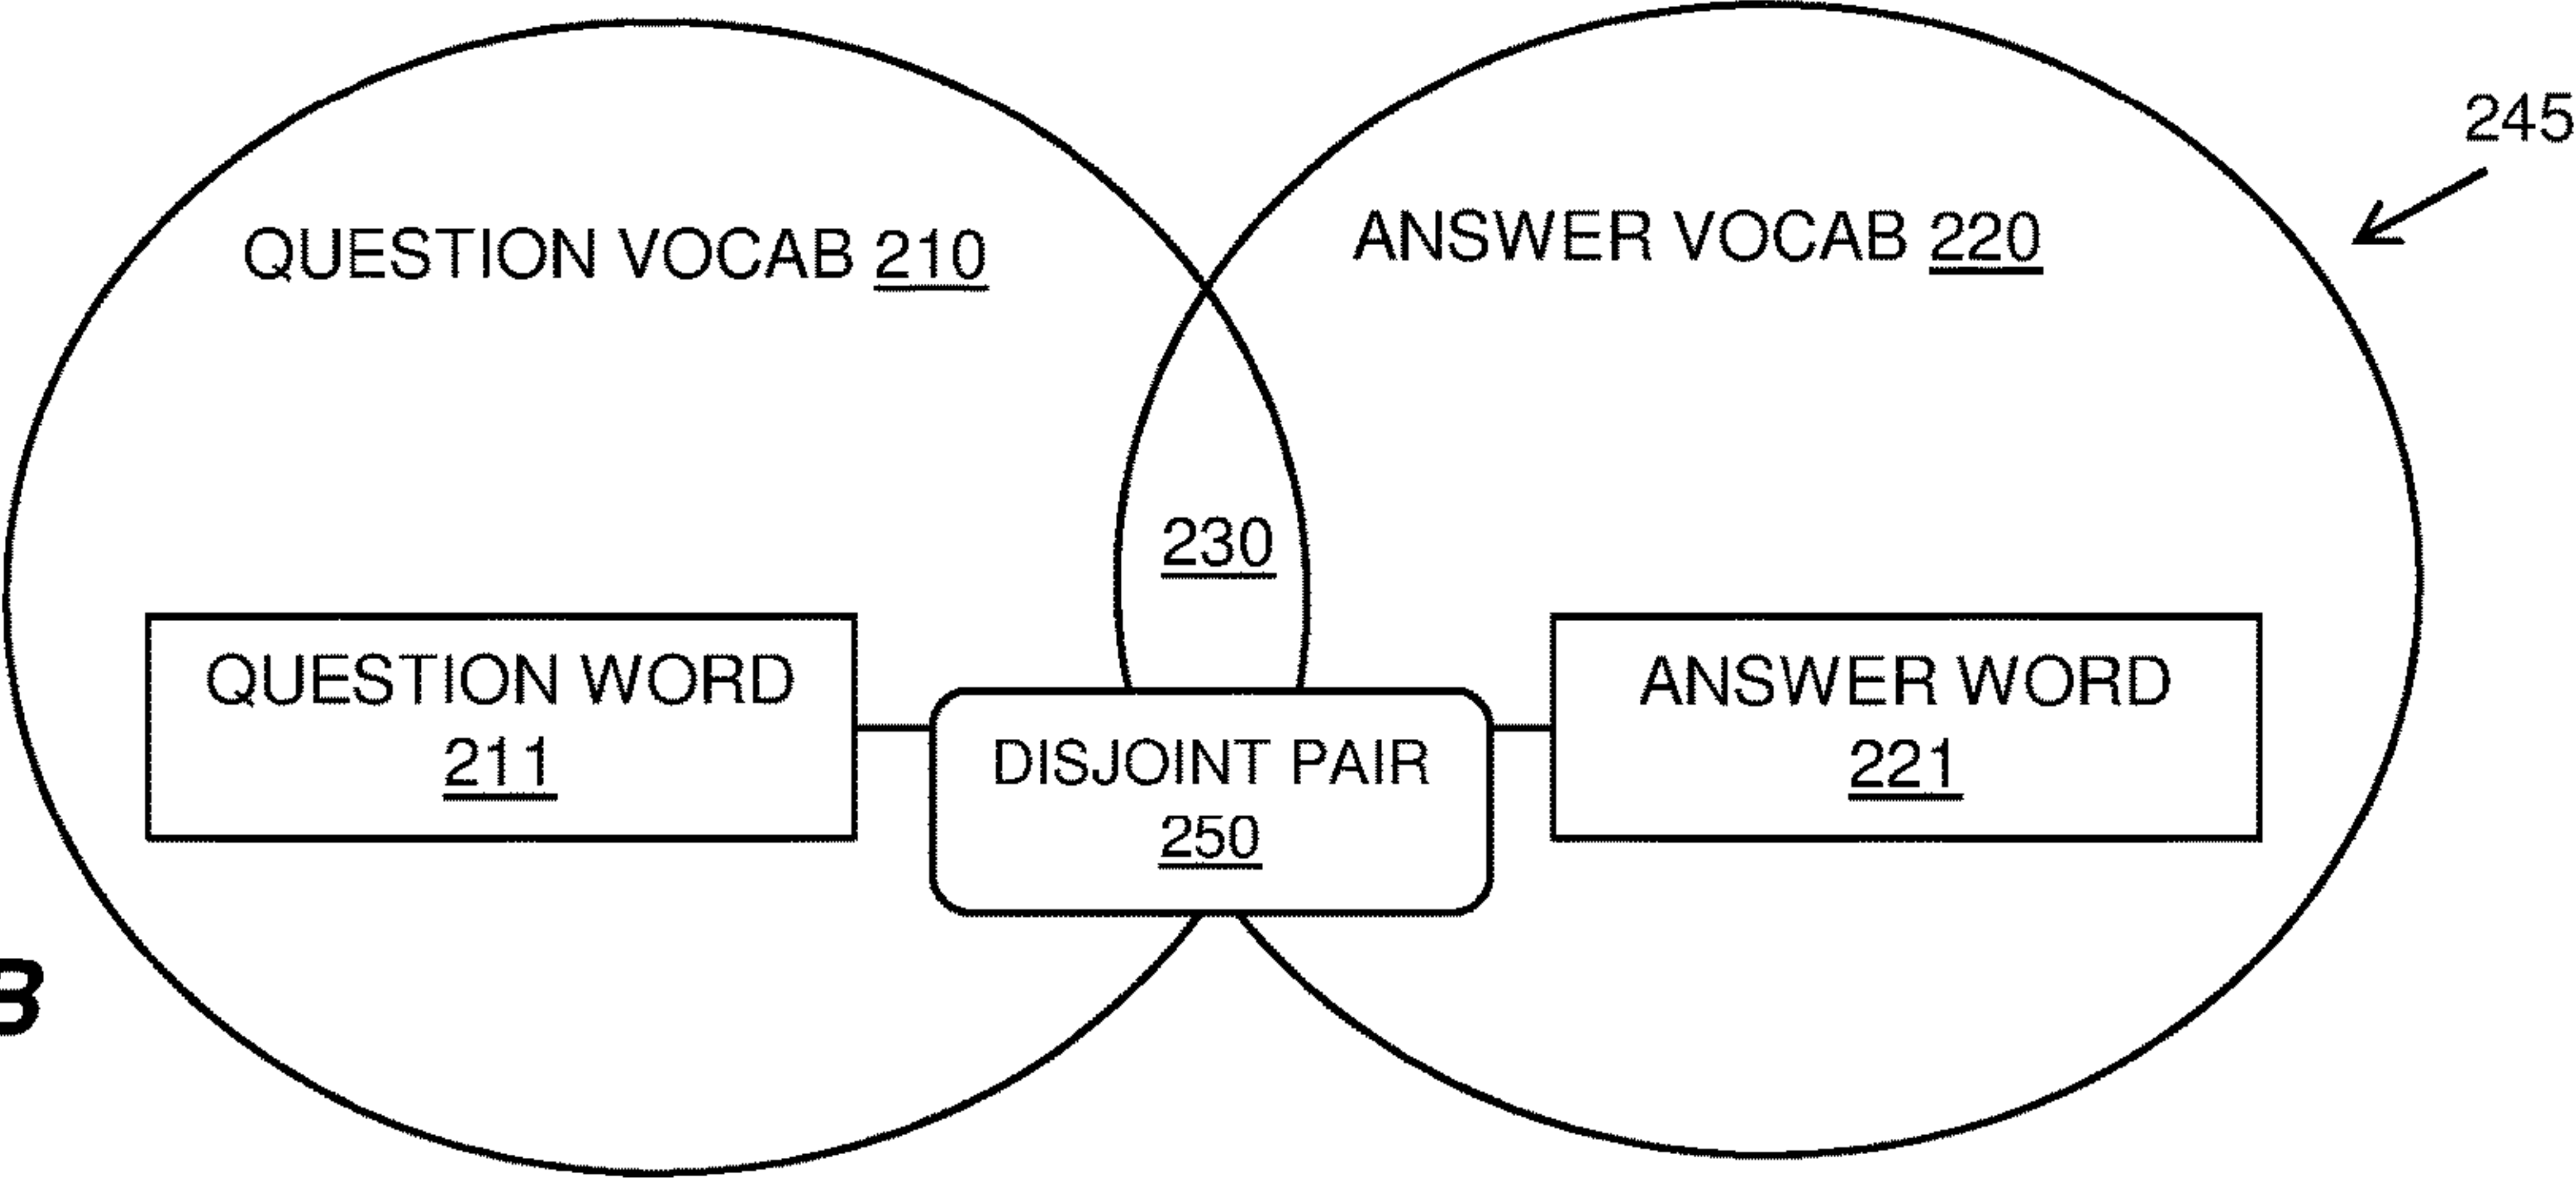 245
QUESTION VOCAB 210
ANSWER VOCAB 220
230
QUESTION WORD
211
DISJOINT PAIR
250
ANSWER WORD
221
B